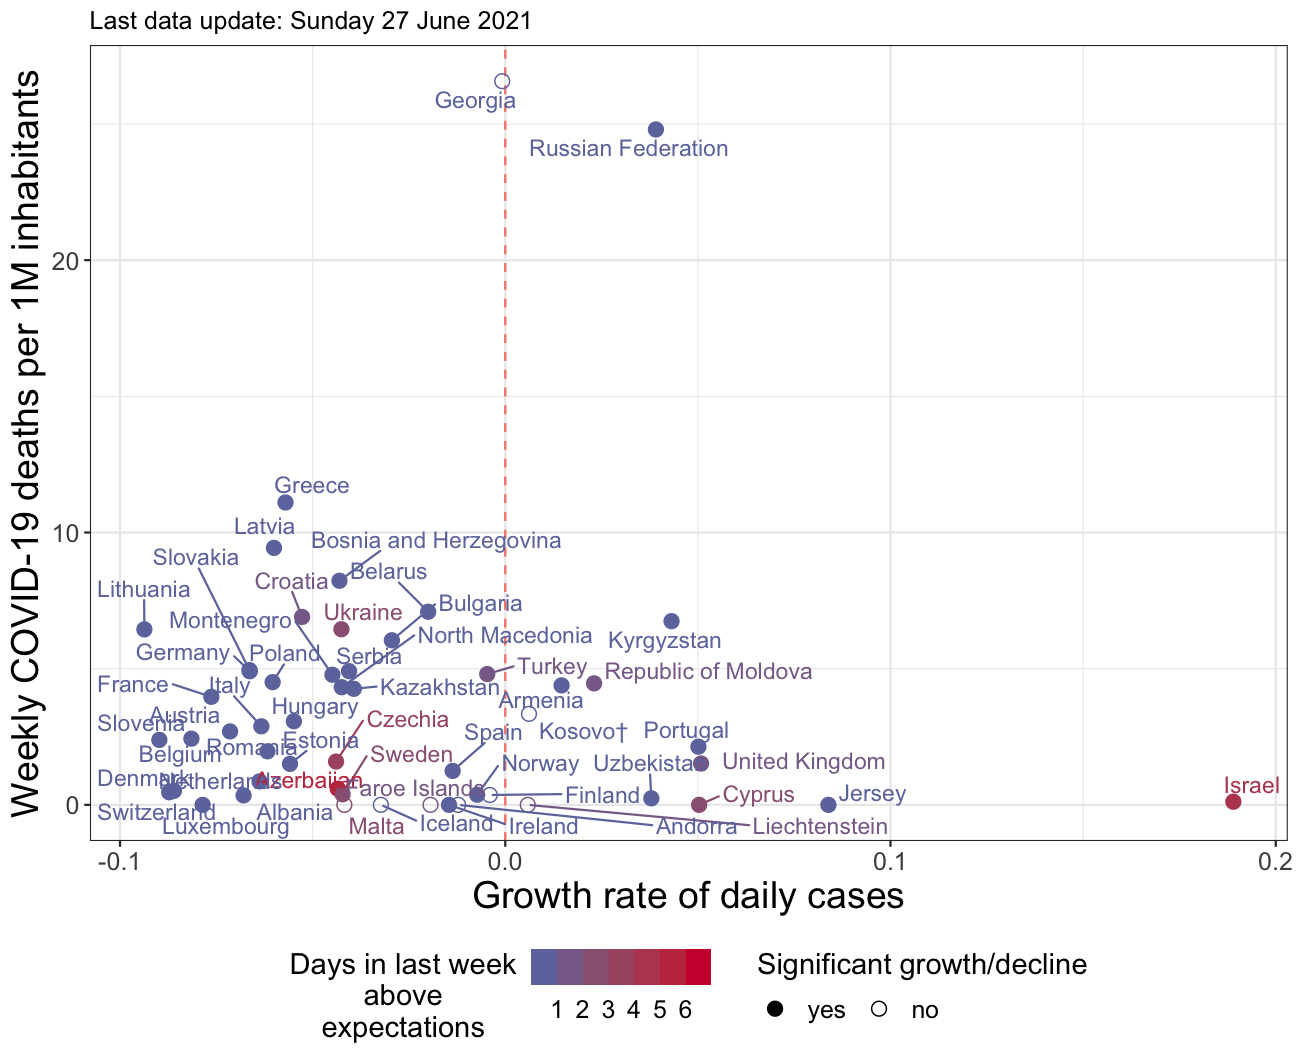 Last data update: Sunday 27 June 2021
Weekly COVID-19 deaths per 1M inhabitants
Georgia
Russian Federation
20
Greece
Latvia
10
Bosnia and Herzegovina
Slovakia
Belarus
Croatia
Lithuania
Bulgaria
Ukraine
Montenegro
North Macedonia
Kyrgyzstan
Germany
Poland
Serbia
Turkey
Republic of Moldova
France
Italy
Kazakhstan
Armenia
Hungary
Austria
Slovenia
Czechia
Spain
Kosovo†
Portugal
Romania
Estonia
Belgium
Sweden
Norway
Uzbekista
United Kingdom
Denmark
Netherlands
Azerbaijan
Faroe Islands
Finland
Cyprus
Jersey
Israel
0
Switzerland
Albania
Luxembourg
Malta
Iceland
Ireland
Andorra
Liechtenstein
-0.1
0.0
0.1
0.2
Growth rate of daily cases
Days in last week
above
expectations
1 2 3 4 5 6
Significant growth/decline
yes
no